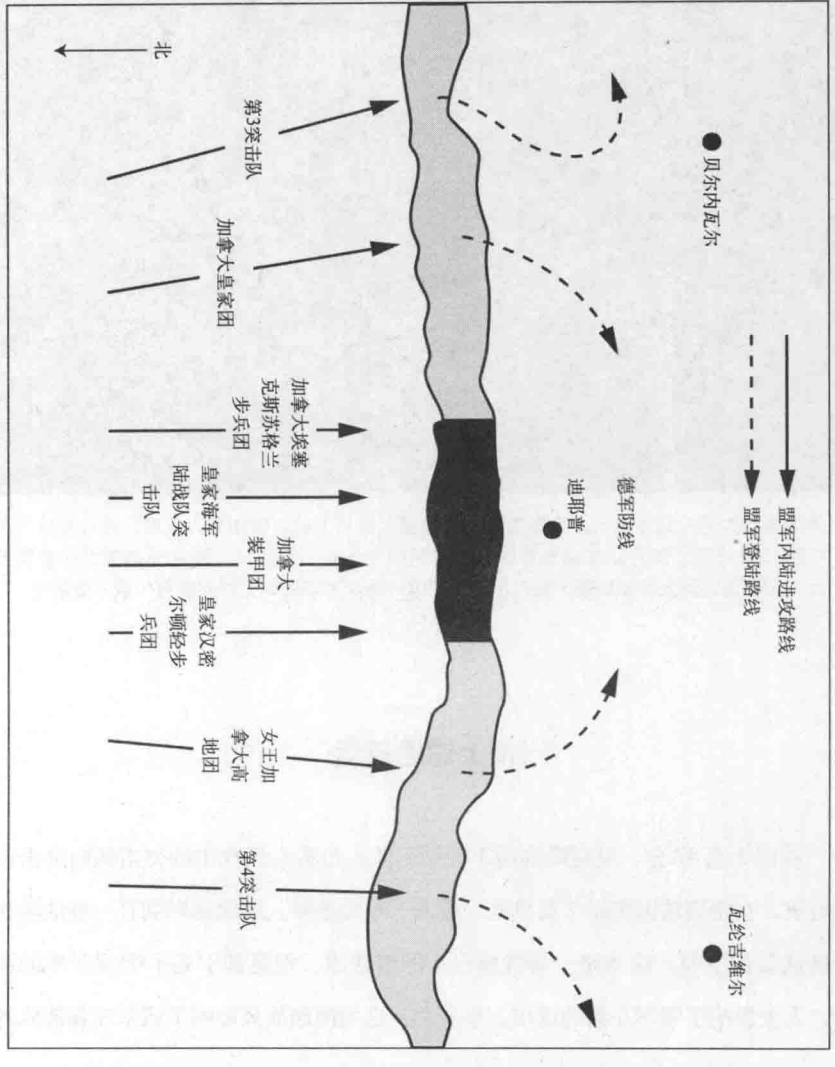 北
第3突击队
加拿大皇家团
加拿大埃塞
克斯苏格兰
步兵团
皇家海军
陆战队突
击队
加拿大
装甲团
皇家汉密
尔顿轻步
兵团
女王加
拿大高
地团
第4突击队
贝尔内瓦尔
迪耶普
德军防线
瓦纶吉维尔
盟军内陆进攻路线
盟军登陆路线